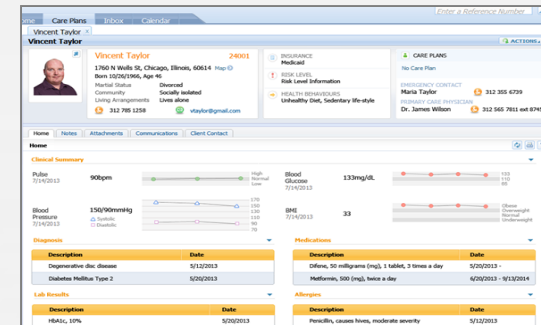 Enter a Reference Number
ome Care Plans Inbox Calendar
Vincent Taylor x
Vincent Taylor
ACTIONS
Vincent Taylor 24001
1760 N Wells St, Chicago, Illinois, 60614 Map
Born 10/26/1966, Age 46
Martial Status Divorced
Community Socially isolated
Living Arrangements Lives alone
312 785 1258 vtaylor@gmail.com
INSURANCE
Medicaid
RISK LEVEL
Risk Level Information
HEALTH BEHAVIOURS
Unhealthy Diet, Sedentary life-style
CARE PLANS
No Care Plan
EMERGENCY CONTACT
Maria Taylor 312 355 6739
PRIMARY CARE PHYSICIAN
Dr. James Wilson 312 565 7811 ext 8745
Home Notes Attachments Communications Client Contact
Home
Clinical Summary
Pulse 90bpm High
7/14/2013 Normal
Low
Blood 133mg/dL
Glucose
7/14/2013
Blood 150/90mmHg 170
Pressure Systolic 150
7/14/2013 Diastolic 130
110
90
70
BMI 33 Obese
7/14/2013 Overweight
Normal
Underweight
Diagnosis
Description Date
Degenerative disc disease 5/12/2013
Diabetes Mellitus Type 2 5/20/2013
Medications
Description Date
Difene, 50 milligrams (mg), 1 tablet, 3 times a day 5/20/2013 -
Metformin, 500 (mg), twice a day 6/20/2013 - 9/13/2014
Lab Results
Description Date
HbA1c, 10% 5/20/2013
Allergies
Description Date
Penicillin, causes hives, moderate severity 5/12/2013